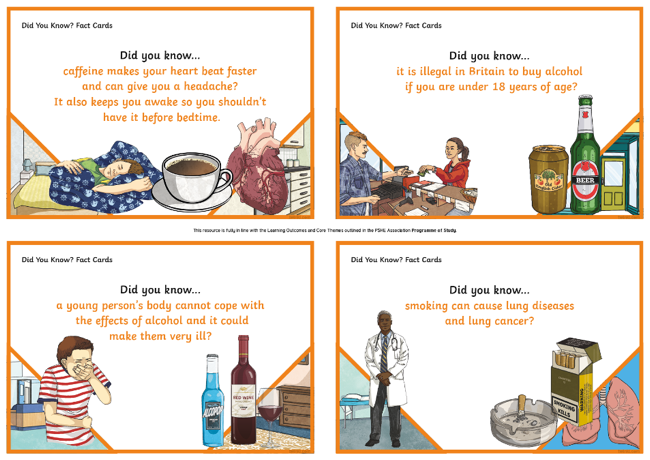 Did You Know? Fact Cards
Did you know...
caffeine makes your heart beat faster
and can give you a headache?
It also keeps you awake so you shouldn't
have it before bedtime.
Did You Know? Fact Cards
Did you know...
it is illegal in Britain to buy alcohol
if you are under 18 years of age?
BEER
This resource is fully in line with the Learning Outcomes and Core Themes outlined in the PSHE Association Programme of Study.
Did You Know? Fact Cards
Did you know...
a young person's body cannot cope with
the effects of alcohol and it could
make them very ill?
ALCOPOP
RED WINE
Did You Know? Fact Cards
Did you know...
smoking can cause lung diseases
and lung cancer?
SMOKING
KILLS